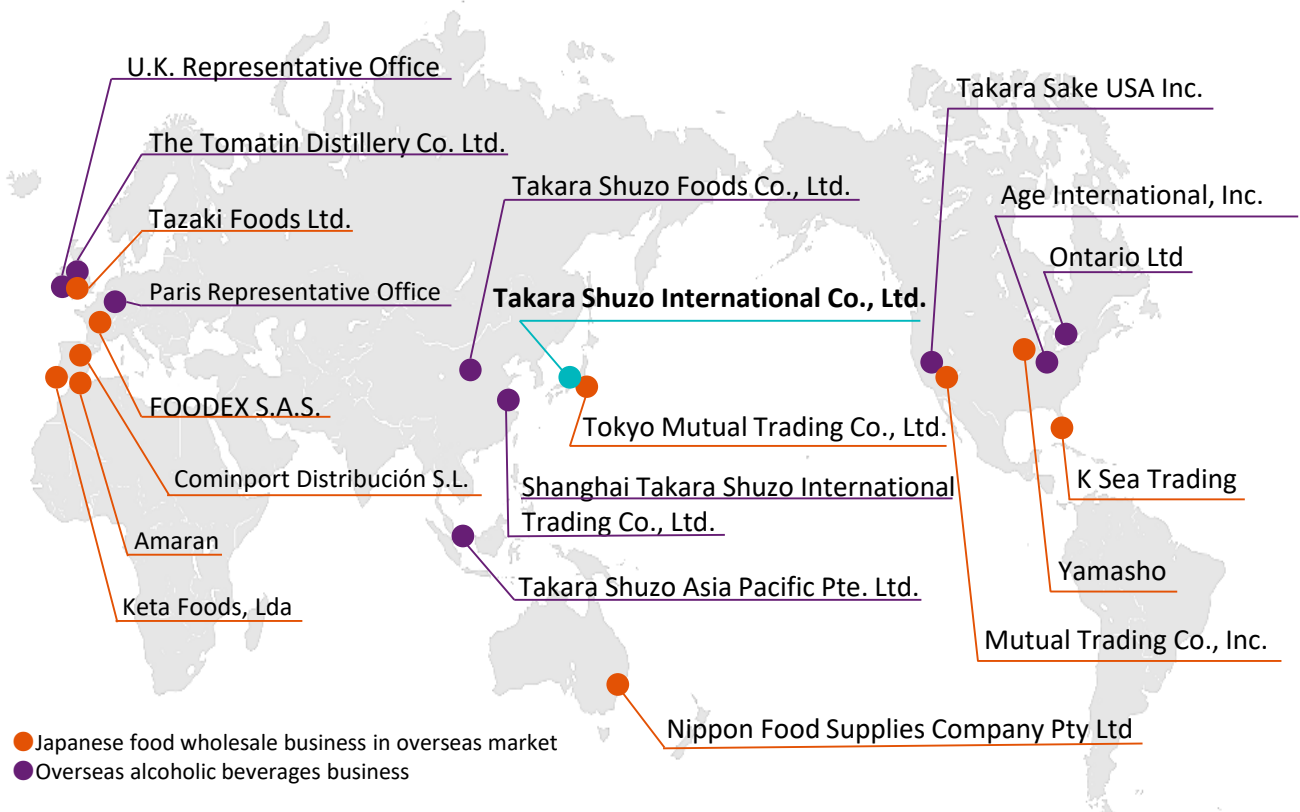 U.K. Representative Office
Takara Sake USA Inc.
The Tomatin Distillery Co. Ltd.
Takara Shuzo Foods Co., Ltd.
Age International, Inc.
Tazaki Foods Ltd.
Ontario Ltd
Paris Representative Office
Takara Shuzo International Co., Ltd.
FOODEX S.A.S.
Tokyo Mutual Trading Co., Ltd.
Cominport Distribución S.L.
K Sea Trading
Shanghai Takara Shuzo International
Trading Co., Ltd.
Amaran
Yamasho
Takara Shuzo Asia Pacific Pte. Ltd.
Keta Foods, Lda
Mutual Trading Co., Inc.
Nippon Food Supplies Company Pty Ltd
Japanese food wholesale business in overseas market
Overseas alcoholic beverages business